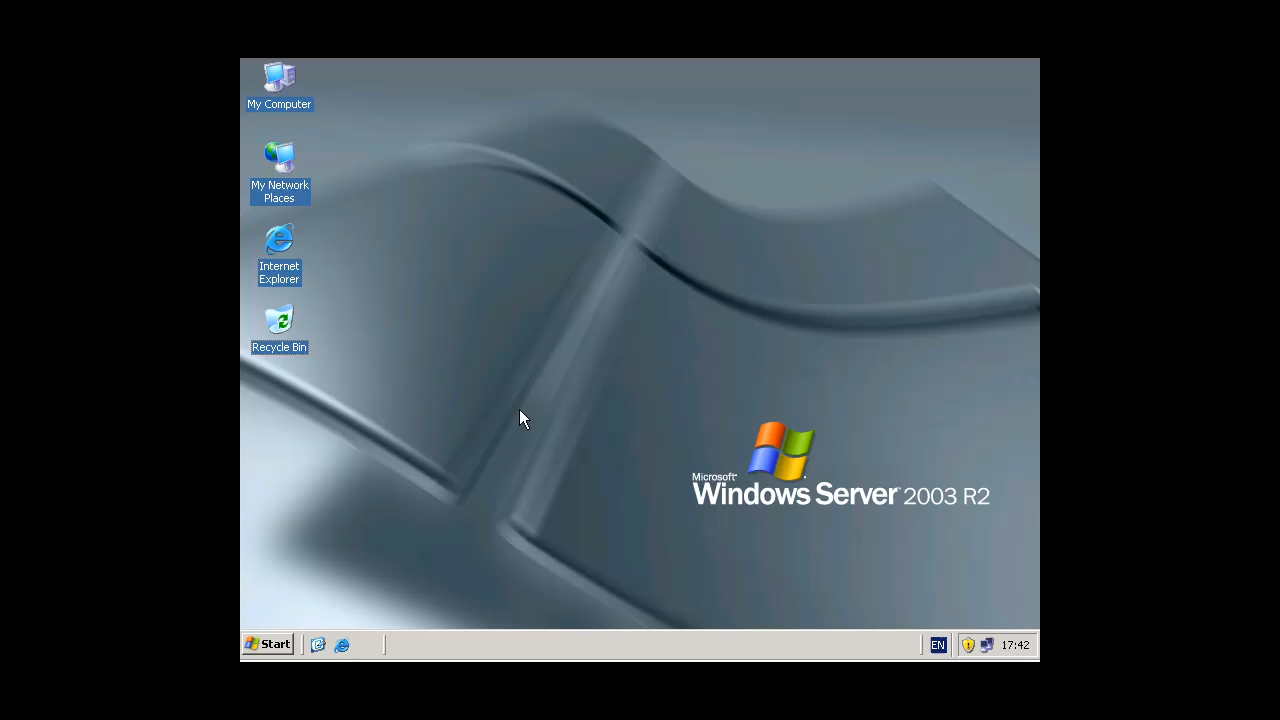 My Computer
My Network
Places
Internet
Explorer
Recycle Bin
Microsoft
Windows Server 2003 R2
Start
EN
17:42